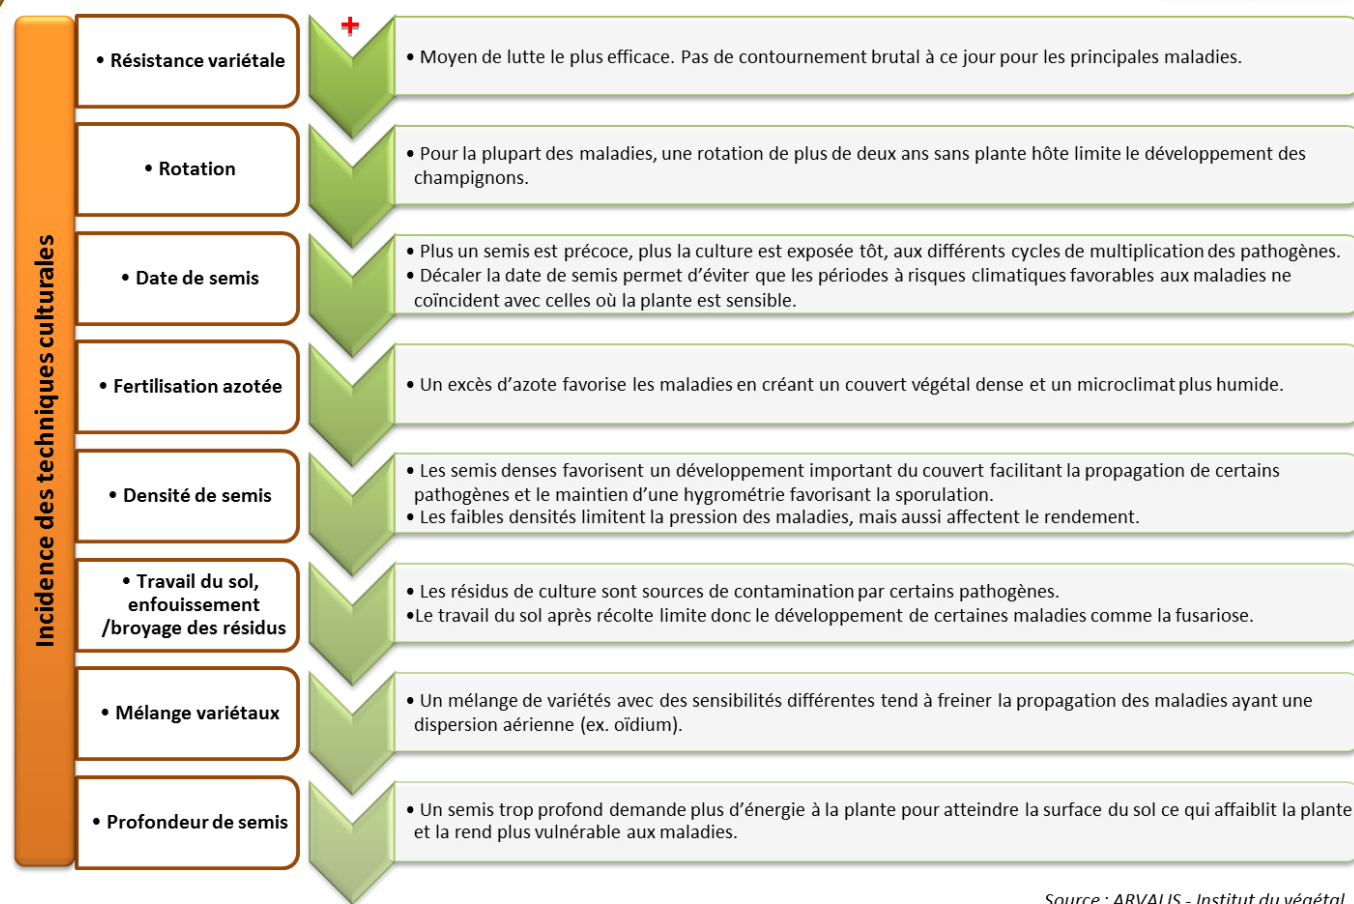 Incidence des techniques culturales
• Résistance variétale
+
• Moyen de lutte le plus efficace. Pas de contournement brutal à ce jour pour les principales maladies.
• Rotation
• Pour la plupart des maladies, une rotation de plus de deux ans sans plante hôte limite le développement des
champignons.
• Date de semis
• Plus un semis est précoce, plus la culture est exposée tôt, aux différents cycles de multiplication des pathogènes.
• Décaler la date de semis permet d'éviter que les périodes à risques climatiques favorables aux maladies ne
coïncident avec celles où la plante est sensible.
• Fertilisation azotée
• Un excès d'azote favorise les maladies en créant un couvert végétal dense et un microclimat plus humide.
• Densité de semis
• Les semis denses favorisent un développement important du couvert facilitant la propagation de certains
pathogènes et le maintien d'une hygrométrie favorisant la sporulation.
• Les faibles densités limitent la pression des maladies, mais aussi affectent le rendement.
• Travail du sol,
enfouissement
/broyage des résidus
• Les résidus de culture sont sources de contamination par certains pathogènes.
•Le travail du sol après récolte limite donc le développement de certaines maladies comme la fusariose.
• Mélange variétaux
• Un mélange de variétés avec des sensibilités différentes tend à freiner la propagation des maladies ayant une
dispersion aérienne (ex. oïdium).
• Profondeur de semis
• Un semis trop profond demande plus d'énergie à la plante pour atteindre la surface du sol ce qui affaiblit la plante
et la rend plus vulnérable aux maladies.
Source : ARVALIS - Institut du végétal